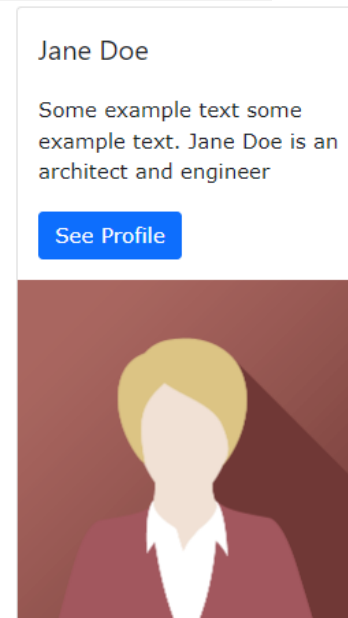 Jane Doe
Some example text some
example text. Jane Doe is an
architect and engineer
See Profile